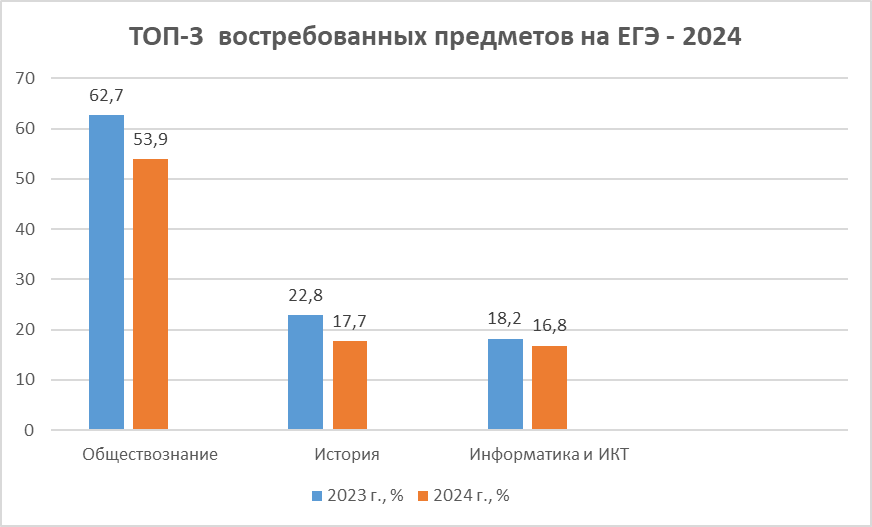 ТОП-3 востребованных предметов на ЕГЭ - 2024
70
60
50
40
30
20
10
0
62,7
53,9
22,8
17,7
18,2
16,8
Обществознание
История
Информатика и ИКТ
2023 г., %
2024 г., %